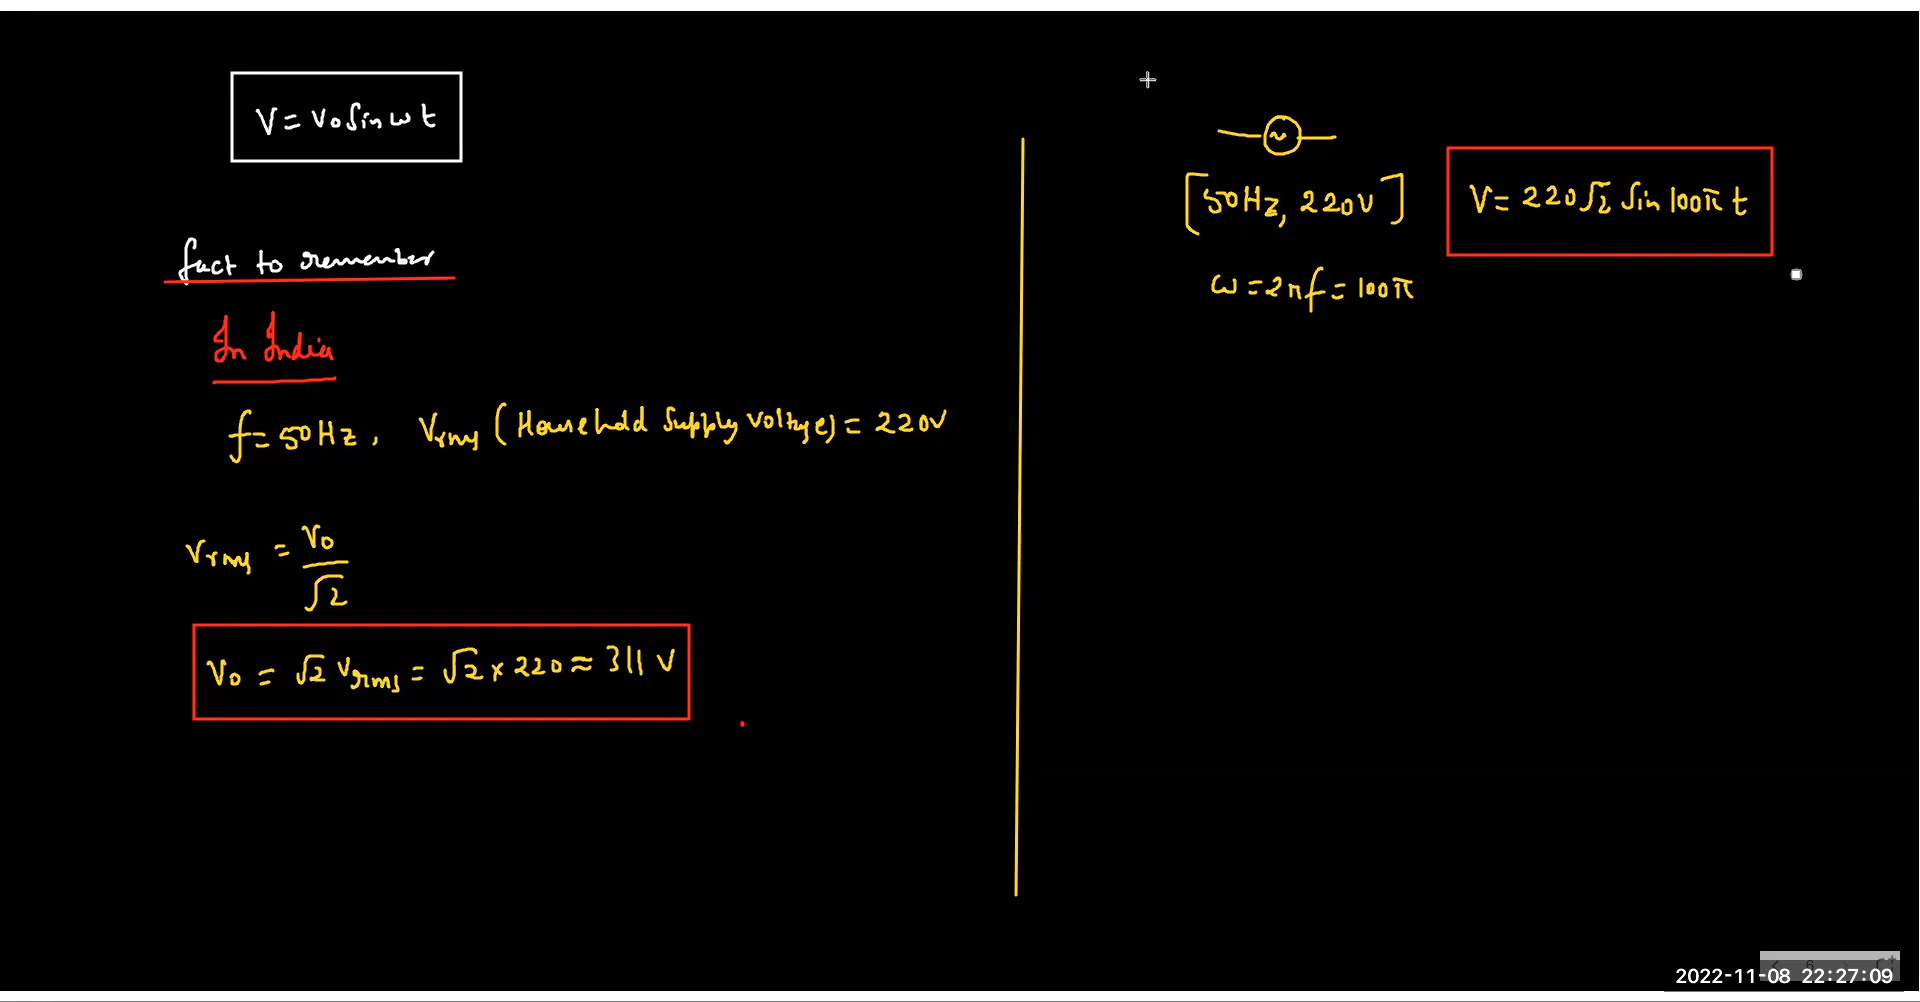 V = V₀ Sin ω t
fact to remember
In India
f = 50 Hz, Vrms (Household Supply Voltage) = 220V
Vrms = V₀/√2
V₀ = √2 Vrms = √2 × 220 ≈ 311 V
~
[50Hz, 220V]
V = 220√2 Sin 100π t
ω = 2πf = 100π
2022-11-08 22:27:09